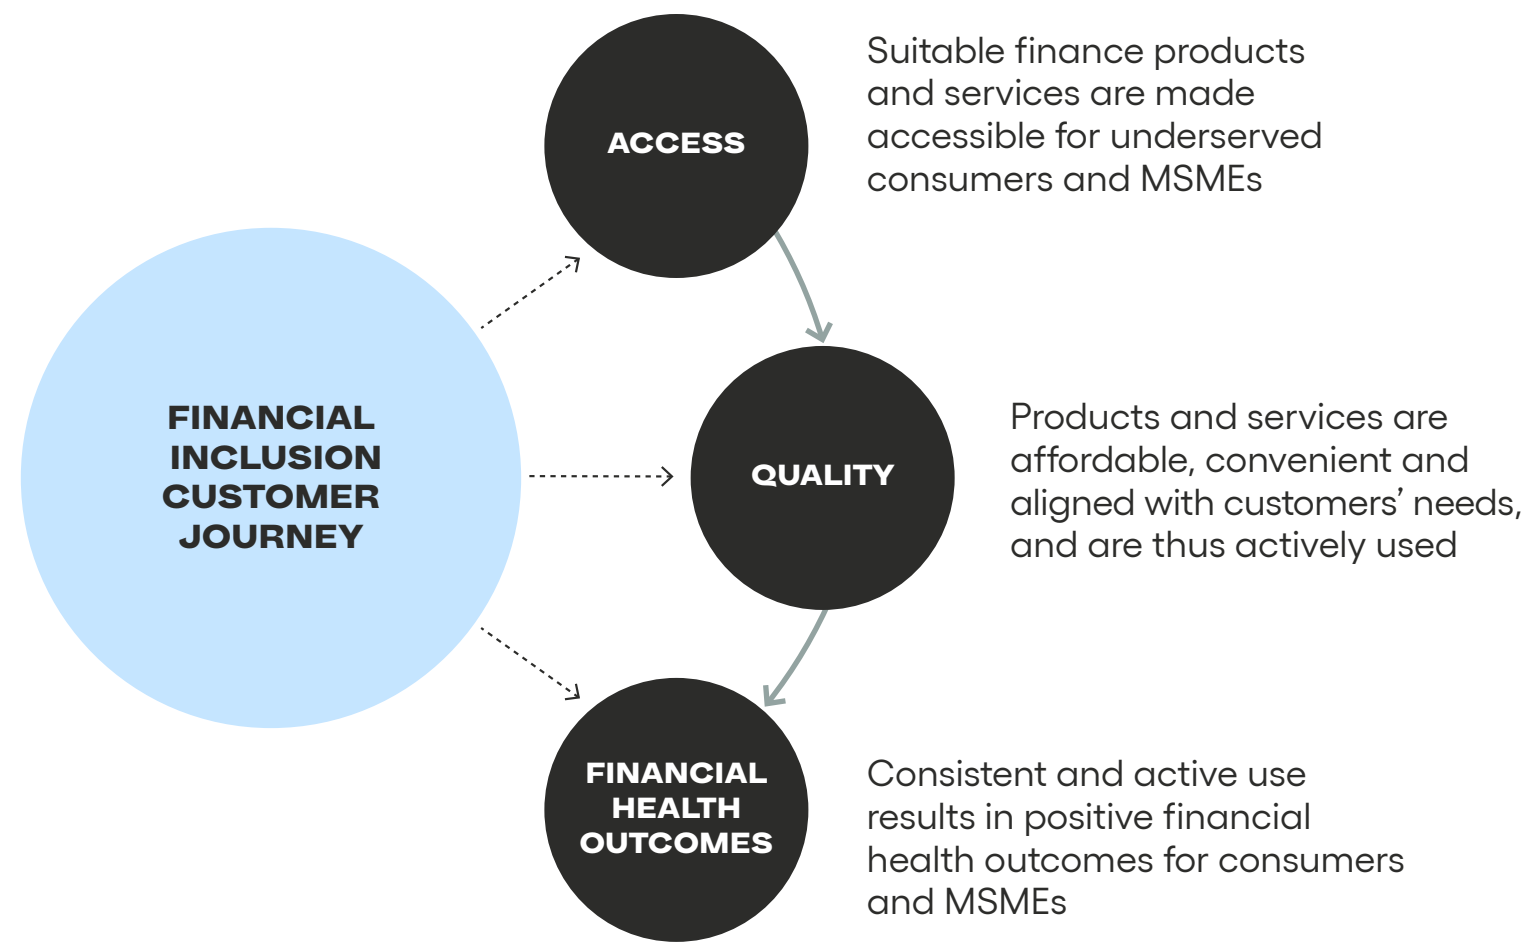 ACCESS
Suitable finance products
and services are made
accessible for underserved
consumers and MSMEs
FINANCIAL
INCLUSION
CUSTOMER
JOURNEY
QUALITY
Products and services are
affordable, convenient and
aligned with customers’ needs,
and are thus actively used
FINANCIAL
HEALTH
OUTCOMES
Consistent and active use
results in positive financial
health outcomes for consumers
and MSMEs